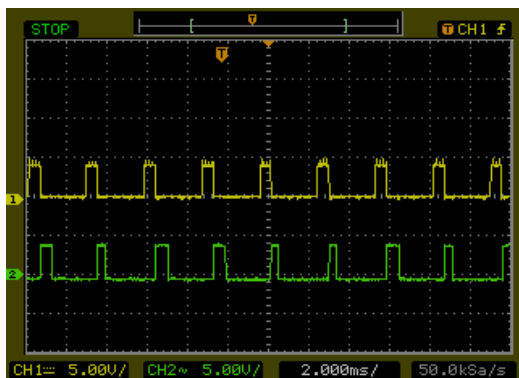 STOP
T
T CH1
T
1
2
CH1 5.00V/ CH2~ 5.00V/ 2.000ms/ 50.0kSa/s